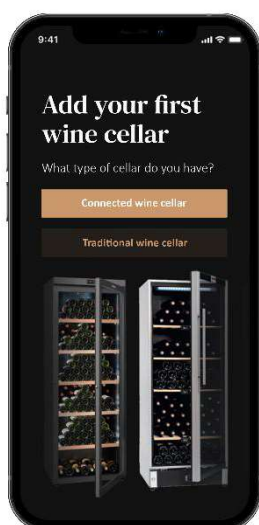 9:41
Add your first
wine cellar
What type of cellar do you have?
Connected wine cellar
Traditional wine cellar